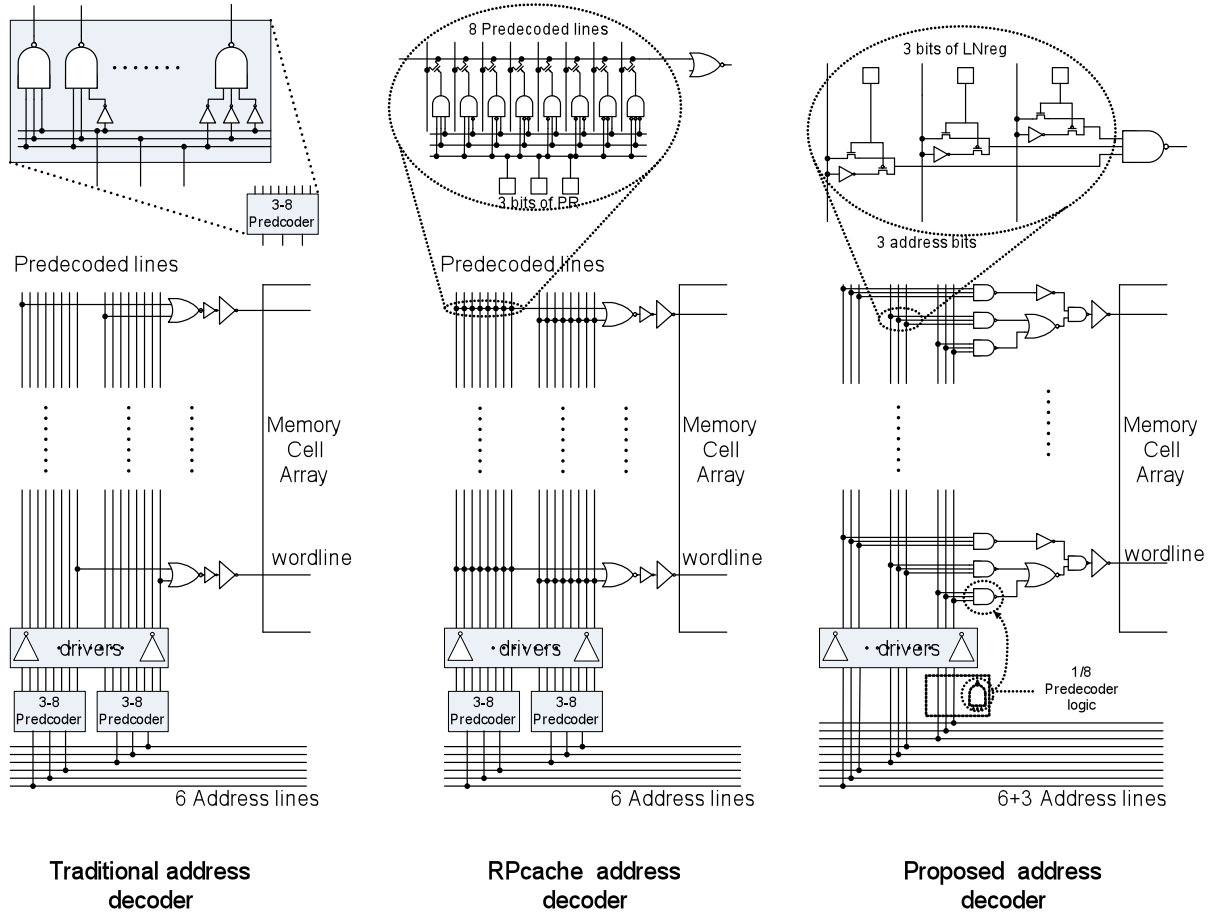 3-8
Predcoder
Predecoded lines
Memory
Cell
Array
wordline
drivers
3-8
Predcoder
3-8
Predcoder
6 Address lines
Traditional address
decoder
8 Predecoded lines
3 bits of PR
Predecoded lines
Memory
Cell
Array
wordline
drivers
3-8
Predcoder
3-8
Predcoder
6 Address lines
RPcache address
decoder
3 bits of LNreg
3 address bits
Memory
Cell
Array
wordline
drivers
1/8
Predecoder
logic
6+3 Address lines
Proposed address
decoder